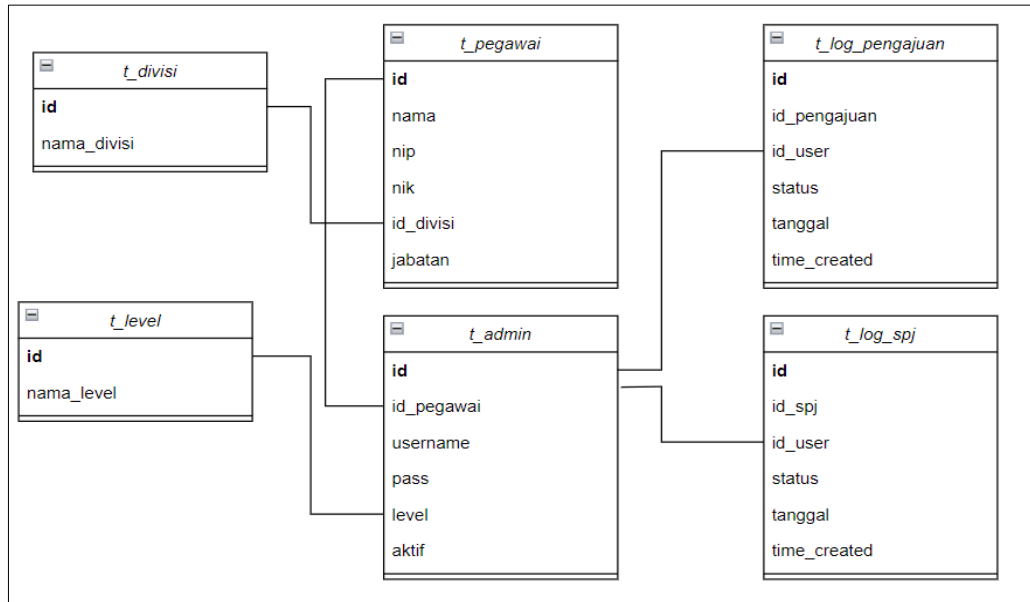 t_divisi
id
nama_divisi
t_level
id
nama_level
t_pegawai
id
nama
nip
nik
id_divisi
jabatan
t_admin
id
id_pegawai
username
pass
level
aktif
t_log_pengajuan
id
id_pengajuan
id_user
status
tanggal
time_created
t_log_spj
id
id_spj
id_user
status
tanggal
time_created